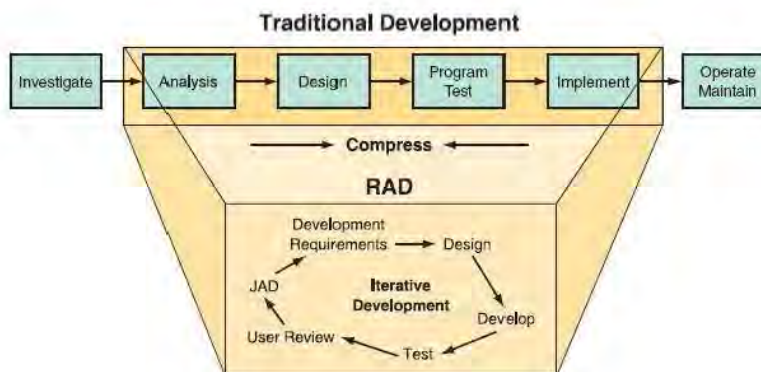 Traditional Development
Investigate
Analysis
Design
Program
Test
Implement
Operate
Maintain
Compress
RAD
Development
Requirements
Design
JAD
Iterative
Development
Develop
User Review
Test